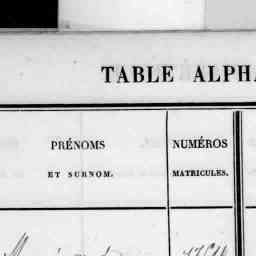 TABLE ALPHA
PRÉNOMS
ET SURNOM.
NUMÉROS
MATRICULES.